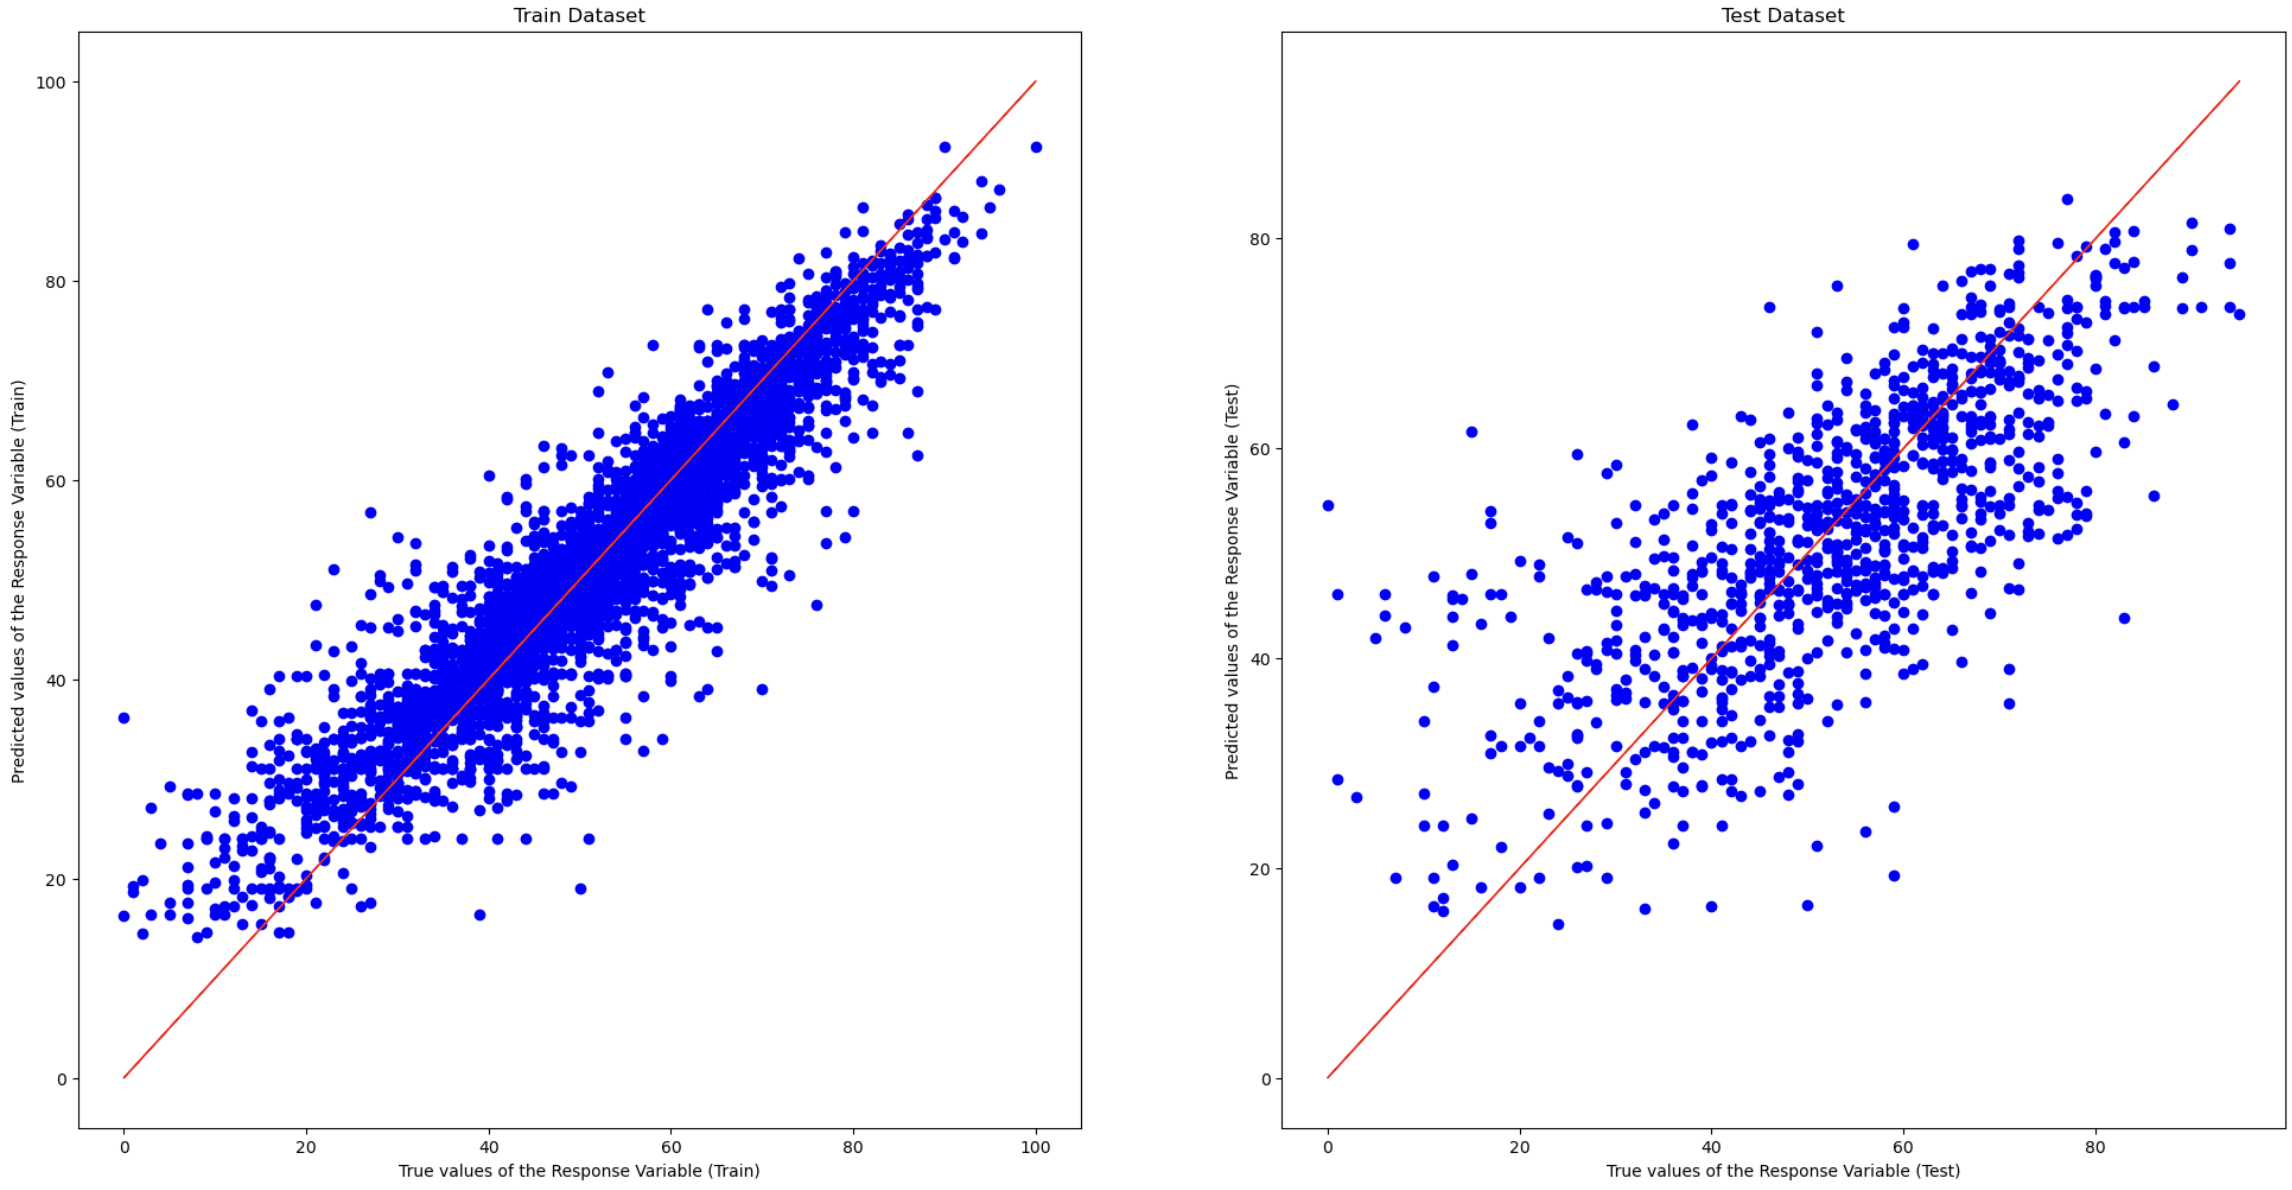 Train Dataset
100
80
60
40
20
0
Predicted values of the Response Variable (Train)
0 20 40 60 80 100
True values of the Response Variable (Train)
Test Dataset
80
60
40
20
0
Predicted values of the Response Variable (Test)
0 20 40 60 80
True values of the Response Variable (Test)